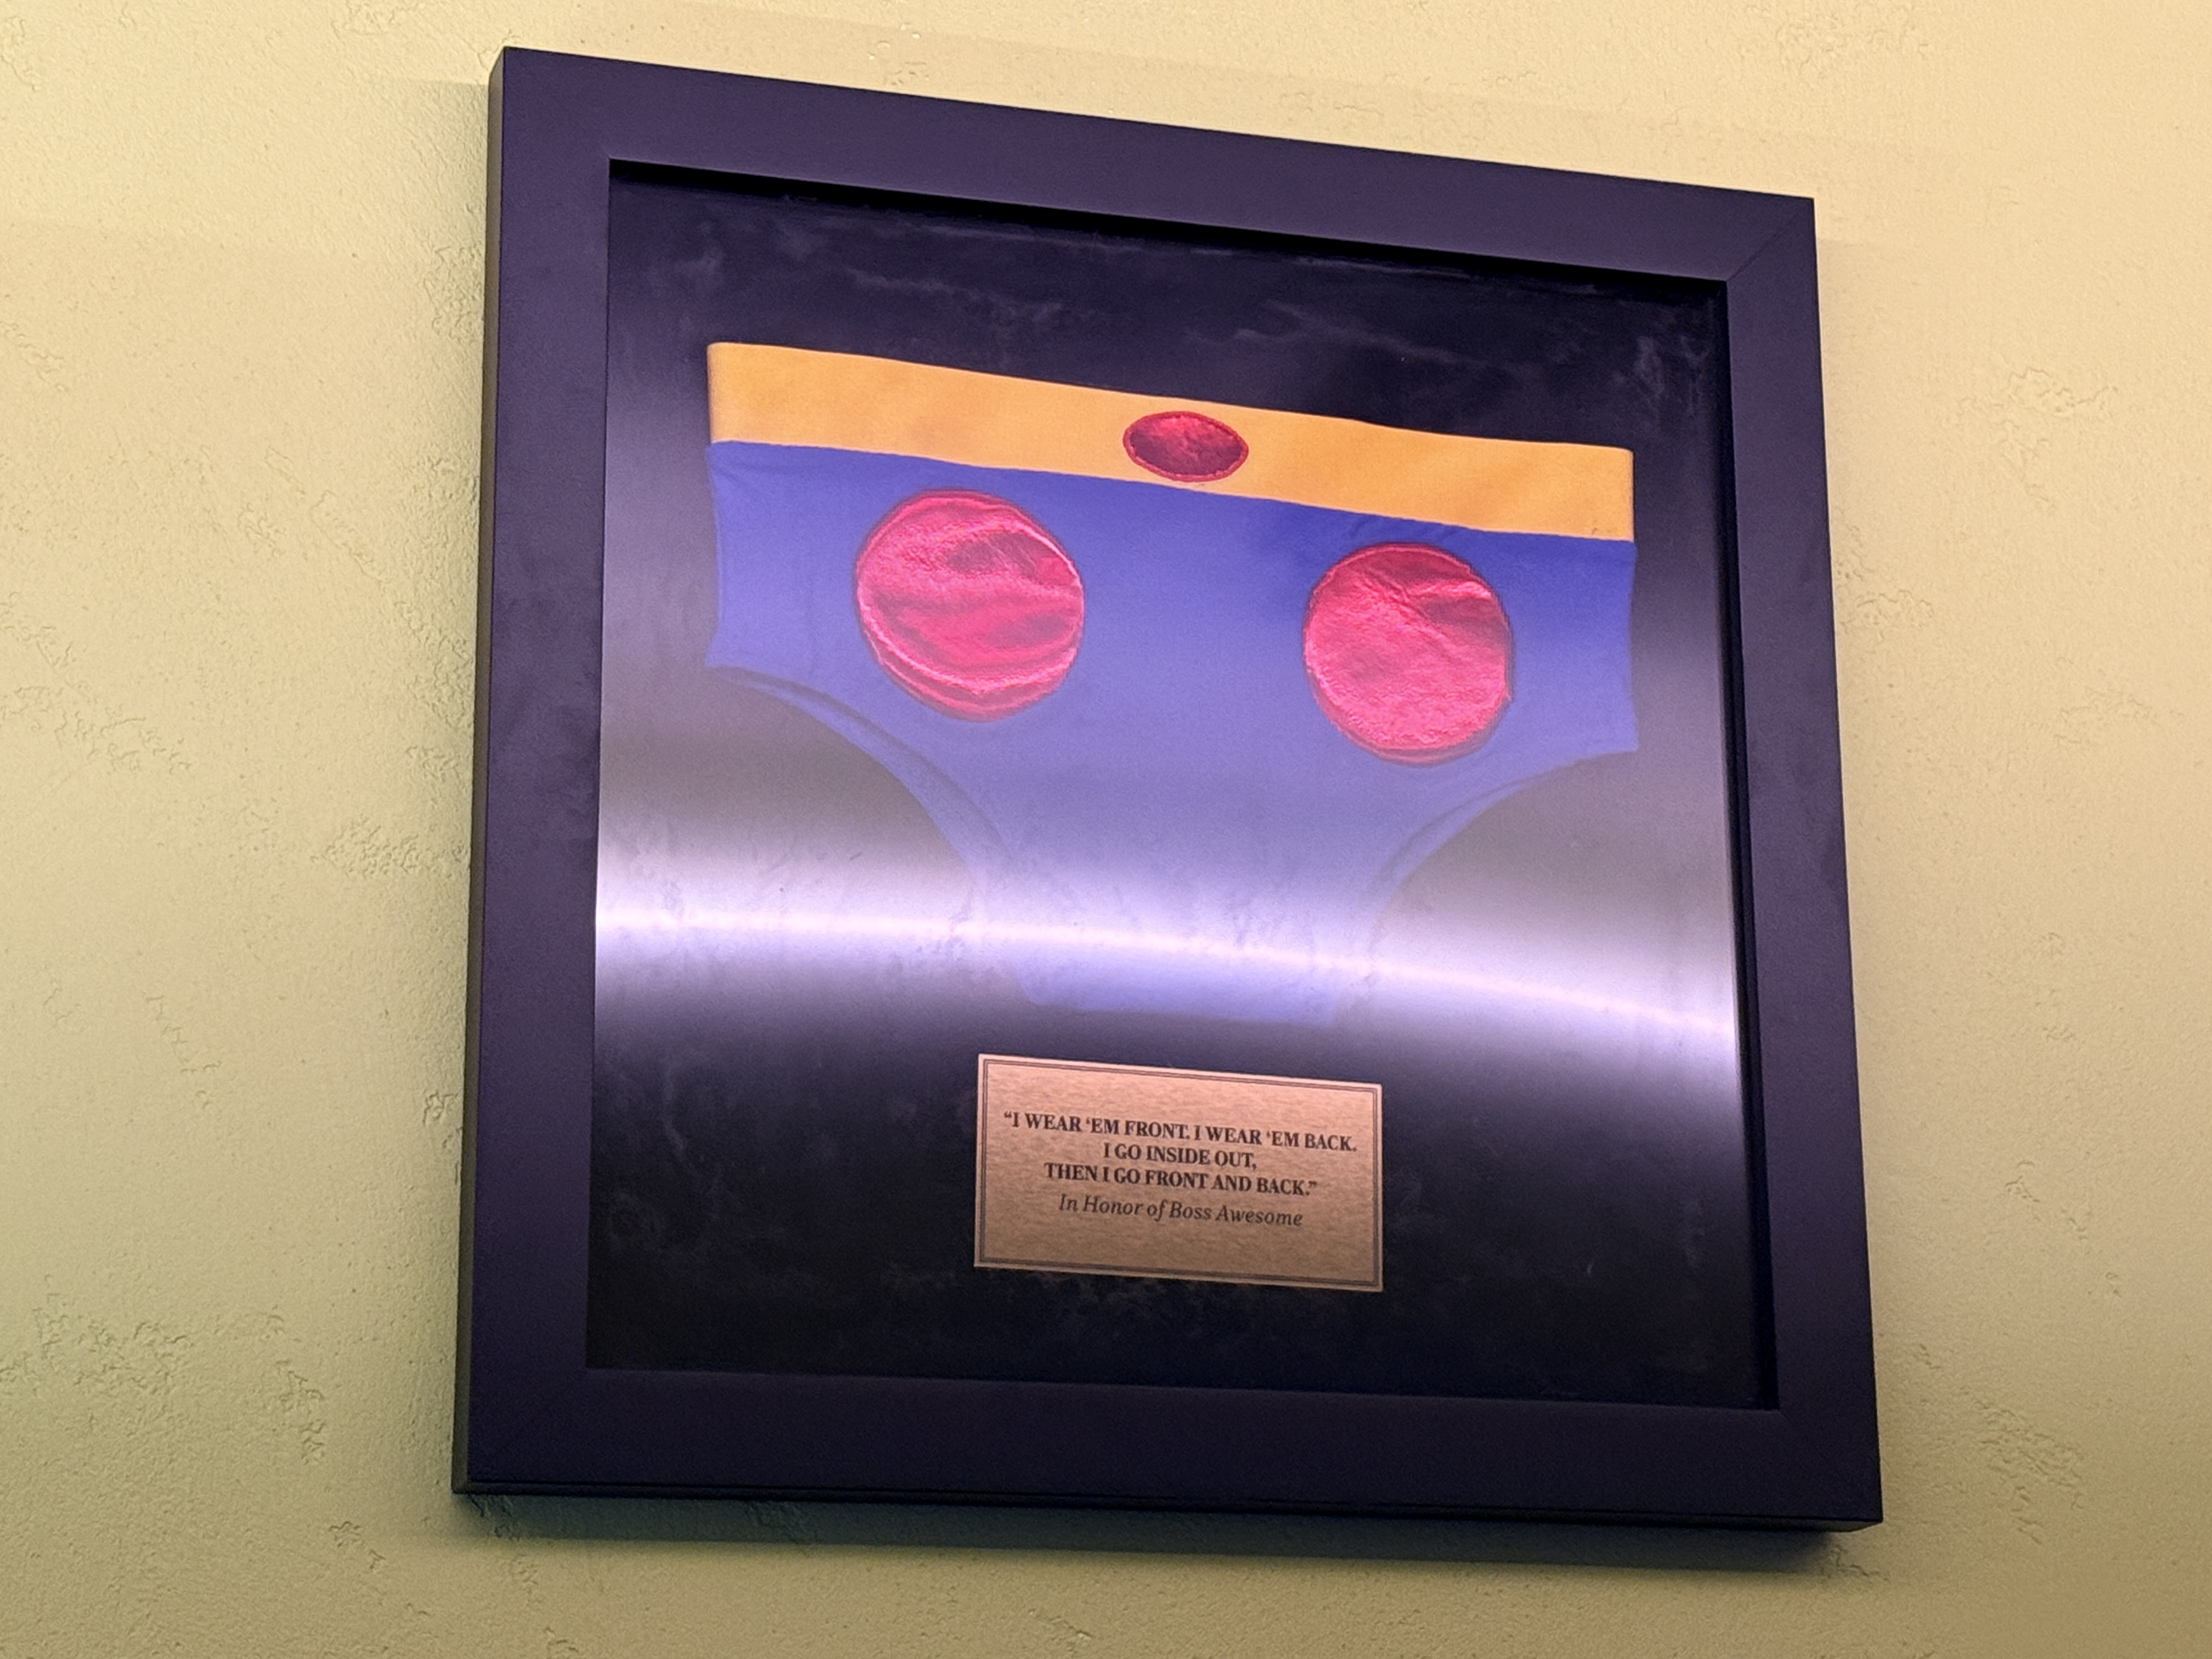 “I WEAR ‘EM FRONT. I WEAR ‘EM BACK.
I GO INSIDE OUT,
THEN I GO FRONT AND BACK.”
In Honor of Boss Awesome